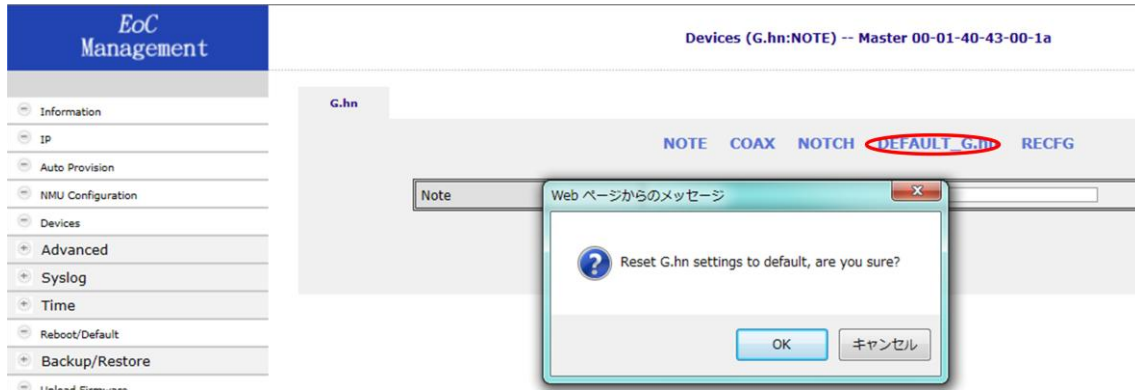 EoC
Management
Devices (G.hn:NOTE) -- Master 00-01-40-43-00-1a
Information
IP
Auto Provision
NMU Configuration
Devices
Advanced
Syslog
Time
Reboot/Default
Backup/Restore
Upload Firmware
G.hn
NOTE COAX NOTCH DEFAULT_G.hn RECFG
Note
Web ページからのメッセージ
Reset G.hn settings to default, are you sure?
OK キャンセル